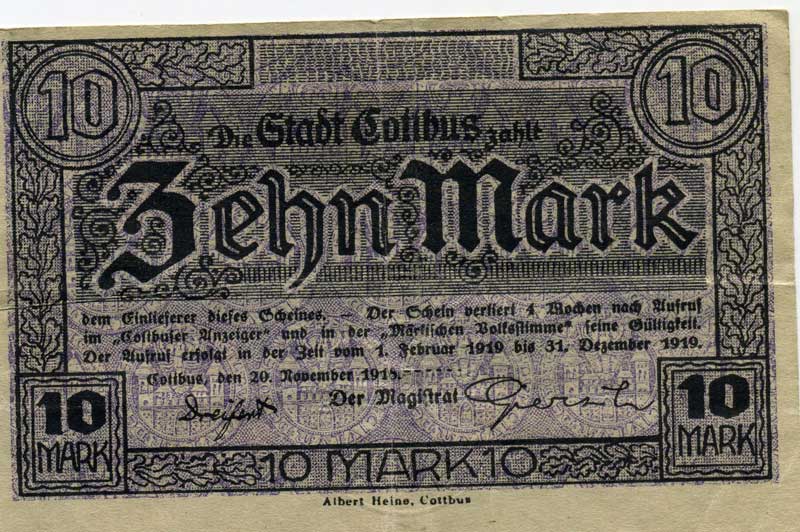 10 10
Die Stadt Cottbus zahlt
Zehn Mark
dem Einlieferer dieses Scheines. – Der Schein verliert 4 Wochen nach Aufruf
im „Cottbuser Anzeiger“ und in der „Märkischen Volksstimme“ seine Gültigkeit.
Der Aufruf erfolgt in der Zeit vom 1. Februar 1919 bis 31. Dezember 1919.
Cottbus, den 20. November 1918.
Der Magistrat
10 MARK
10 MARK 10
10 MARK
Albert Heine, Cottbus